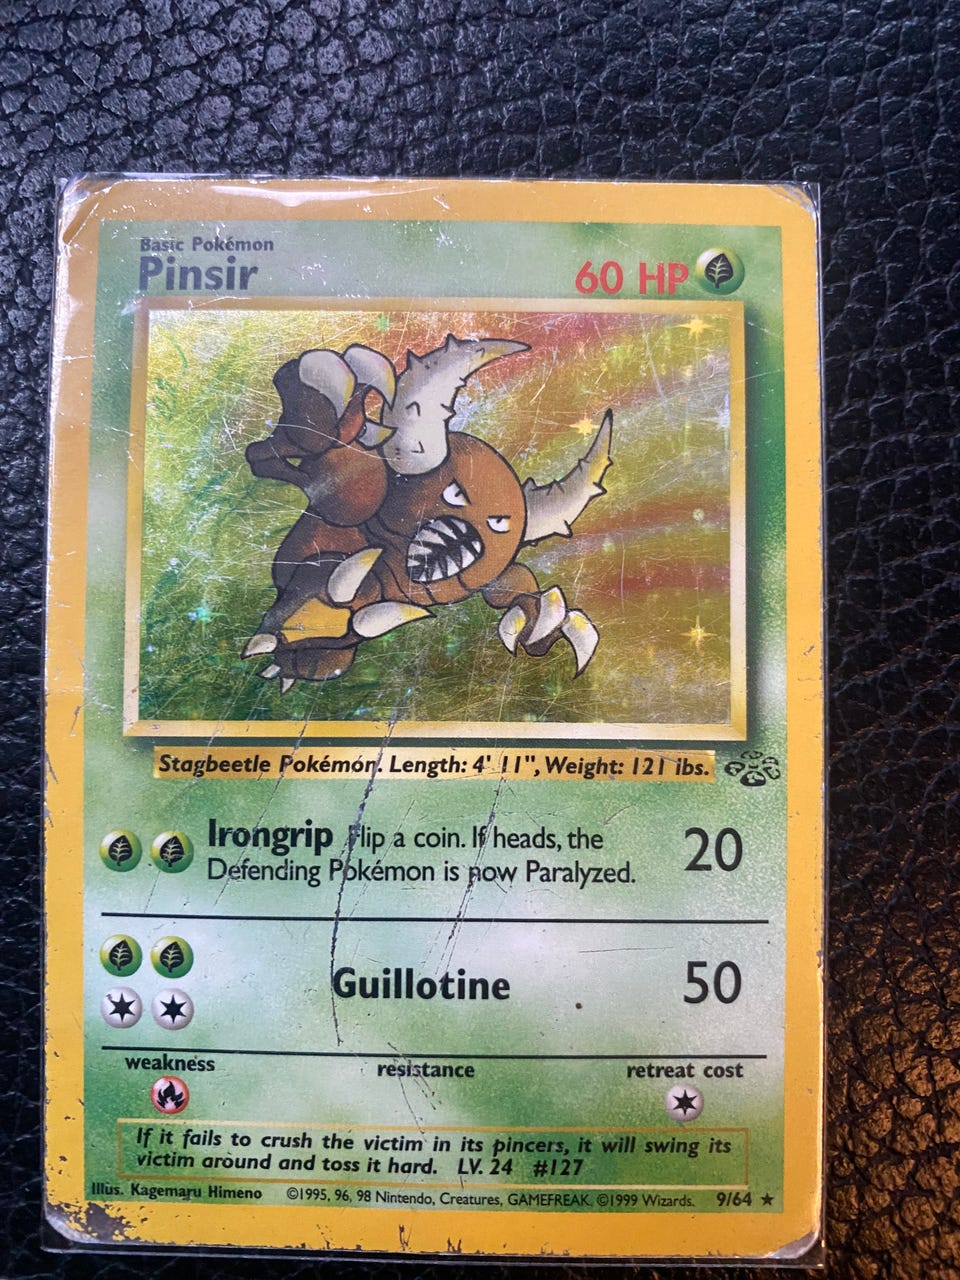 Basic Pokémon
Pinsir
60 HP
Stagbeetle Pokémon. Length: 4' 11", Weight: 121 lbs.
Irongrip Flip a coin. If heads, the
Defending Pokémon is now Paralyzed.
20
Guillotine
50
weakness
resistance
retreat cost
If it fails to crush the victim in its pincers, it will swing its
victim around and toss it hard. LV. 24 #127
Illus. Kagemaru Himeno ©1995, 96, 98 Nintendo, Creatures, GAMEFREAK. ©1999 Wizards. 9/64 ★